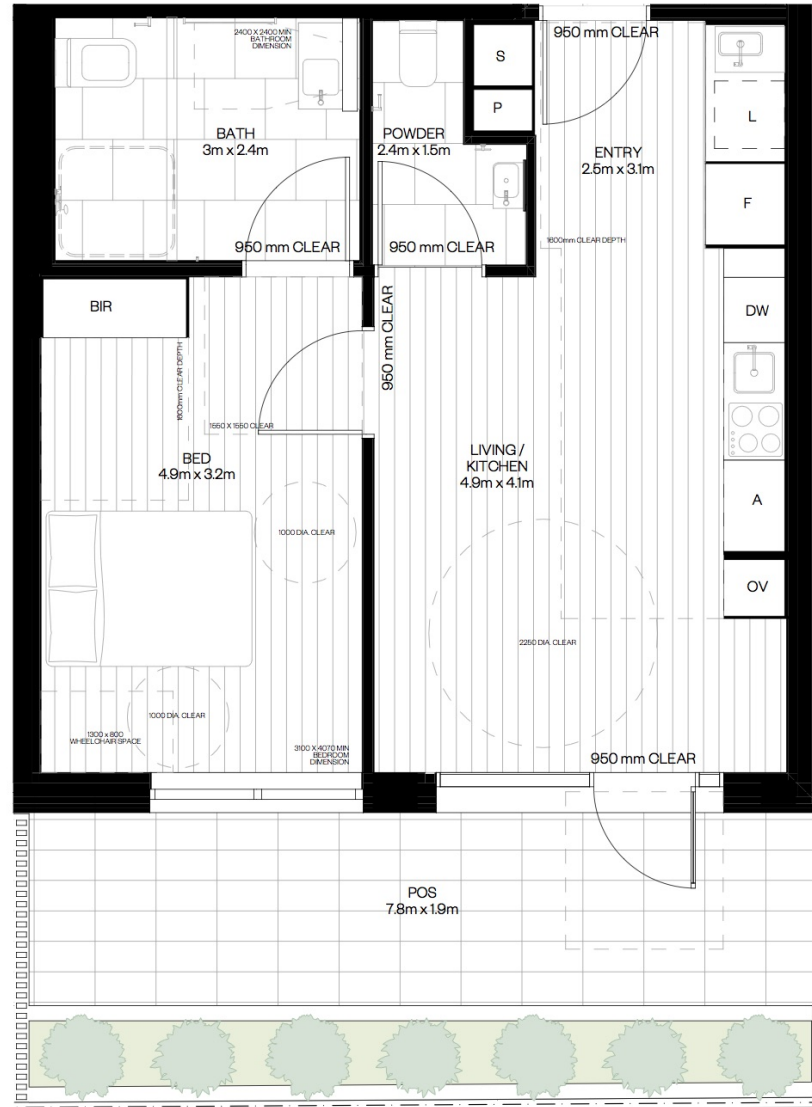 2400 X 2400 MIN
BATHROOM
DIMENSION
BATH
3m x 2.4m
950 mm CLEAR
POWDER
2.4m x 1.5m
950 mm CLEAR
S
P
950 mm CLEAR
ENTRY
2.5m x 3.1m
1600mm CLEAR DEPTH
L
F
DW
A
OV
BIR
1600mm CLEAR DEPTH
1550 X 1550 CLEAR
950 mm CLEAR
BED
4.9m x 3.2m
1000 DIA. CLEAR
1000 DIA. CLEAR
1300 x 800
WHEELCHAIR SPACE
3100 X 4070 MIN
BEDROOM
DIMENSION
LIVING /
KITCHEN
4.9m x 4.1m
2250 DIA. CLEAR
950 mm CLEAR
POS
7.8m x 1.9m